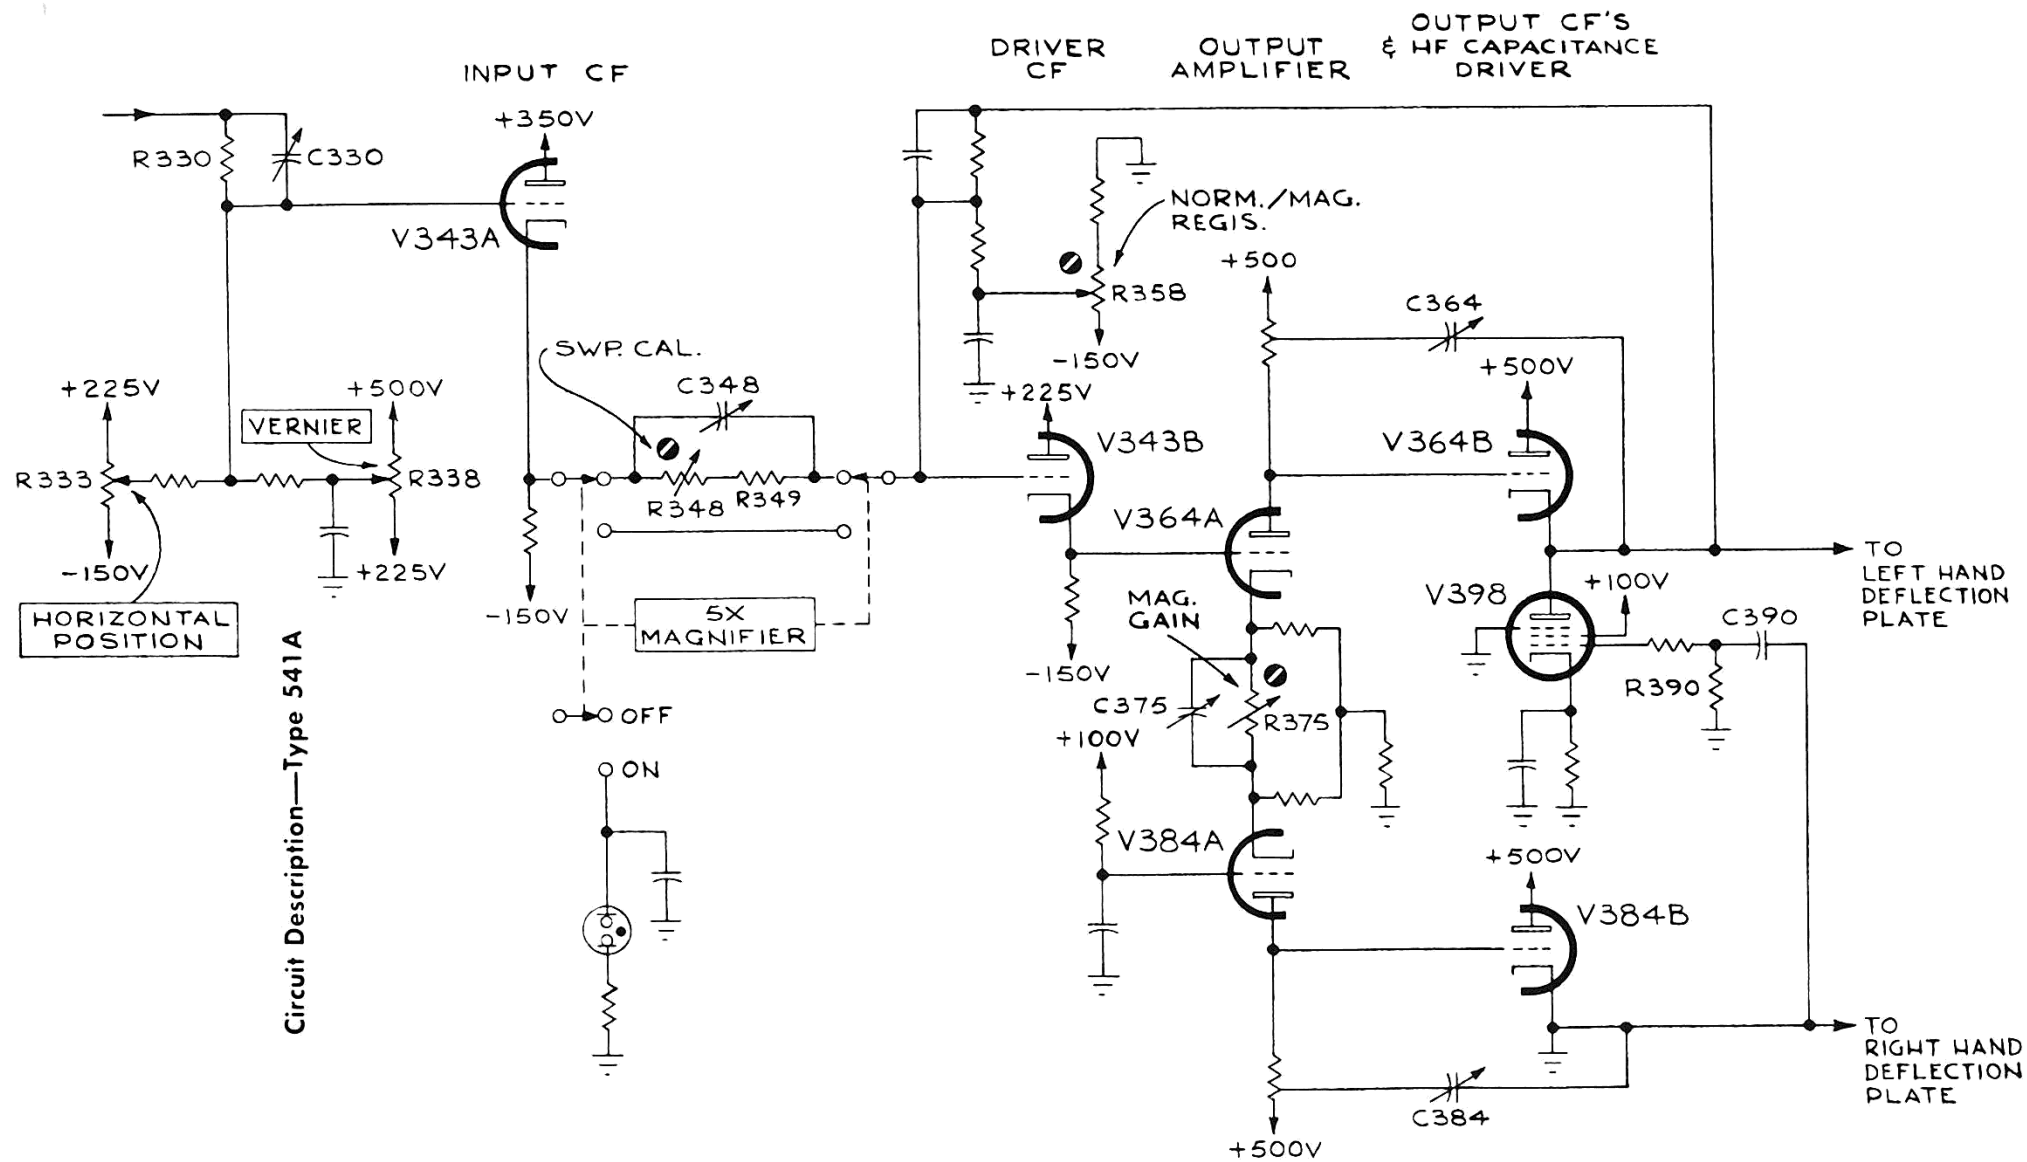 INPUT CF
DRIVER
CF
OUTPUT
AMPLIFIER
OUTPUT CF'S
& HF CAPACITANCE
DRIVER
+350V
R330
C330
V343A
NORM./MAG.
REGIS.
R358
-150V
+500
C364
SWP. CAL.
C348
+225V
+500V
VERNIER
R333
R338
R348
R349
+225V
V343B
+500V
V364B
-150V
+225V
HORIZONTAL
POSITION
-150V
5X
MAGNIFIER
V364A
-150V
MAG.
GAIN
C375
R375
+100V
V398
+100V
C390
R390
TO
LEFT HAND
DEFLECTION
PLATE
OFF
ON
V384A
+500V
V384B
TO
RIGHT HAND
DEFLECTION
PLATE
C384
+500V
Circuit Description—Type 541A